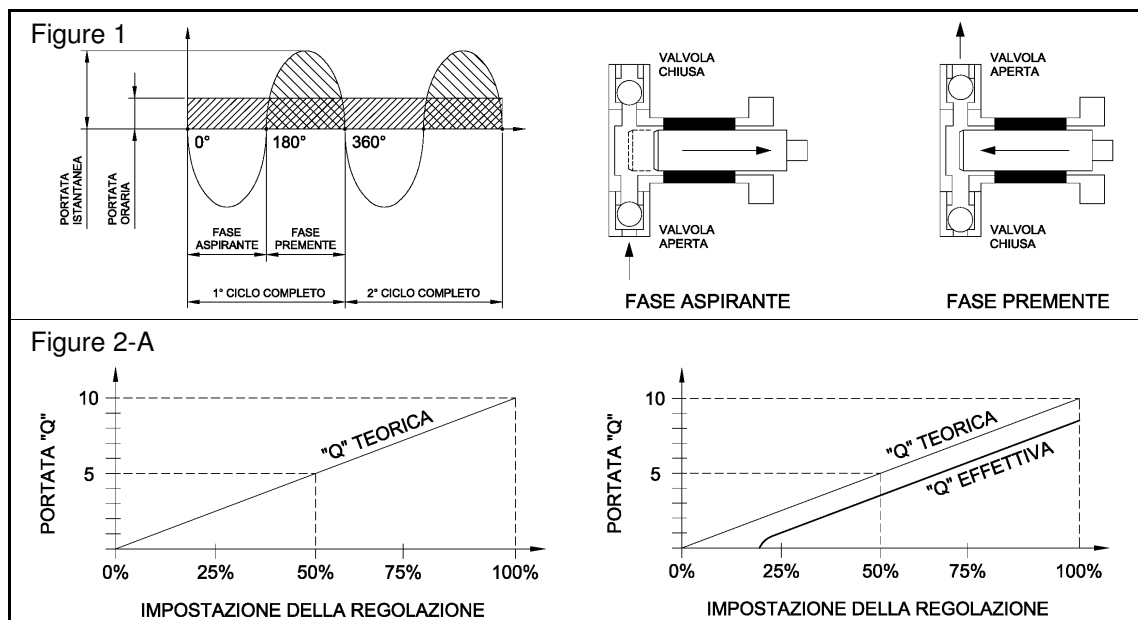 Figure 1
PORTATA
ISTANTANEA
PORTATA
ORARIA
0°
180°
360°
FASE
ASPIRANTE
FASE
PREMENTE
1° CICLO COMPLETO
2° CICLO COMPLETO
VALVOLA
CHIUSA
VALVOLA
APERTA
FASE ASPIRANTE
VALVOLA
APERTA
VALVOLA
CHIUSA
FASE PREMENTE
Figure 2-A
PORTATA "Q"
10
5
"Q" TEORICA
0%
25%
50%
75%
100%
IMPOSTAZIONE DELLA REGOLAZIONE
PORTATA "Q"
10
5
"Q" TEORICA
"Q" EFFETTIVA
0%
25%
50%
75%
100%
IMPOSTAZIONE DELLA REGOLAZIONE